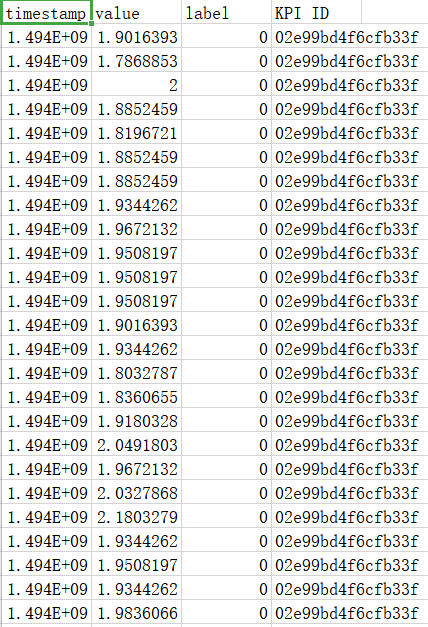 timestamp value label KPI ID
1.494E+09 1.9016393 0 02e99bd4f6cfb33f
1.494E+09 1.7868853 0 02e99bd4f6cfb33f
1.494E+09 2 0 02e99bd4f6cfb33f
1.494E+09 1.8852459 0 02e99bd4f6cfb33f
1.494E+09 1.8196721 0 02e99bd4f6cfb33f
1.494E+09 1.8852459 0 02e99bd4f6cfb33f
1.494E+09 1.8852459 0 02e99bd4f6cfb33f
1.494E+09 1.9344262 0 02e99bd4f6cfb33f
1.494E+09 1.9672132 0 02e99bd4f6cfb33f
1.494E+09 1.9508197 0 02e99bd4f6cfb33f
1.494E+09 1.9508197 0 02e99bd4f6cfb33f
1.494E+09 1.9508197 0 02e99bd4f6cfb33f
1.494E+09 1.9016393 0 02e99bd4f6cfb33f
1.494E+09 1.9344262 0 02e99bd4f6cfb33f
1.494E+09 1.8032787 0 02e99bd4f6cfb33f
1.494E+09 1.8360655 0 02e99bd4f6cfb33f
1.494E+09 1.9180328 0 02e99bd4f6cfb33f
1.494E+09 2.0491803 0 02e99bd4f6cfb33f
1.494E+09 1.9672132 0 02e99bd4f6cfb33f
1.494E+09 2.0327868 0 02e99bd4f6cfb33f
1.494E+09 2.1803279 0 02e99bd4f6cfb33f
1.494E+09 1.9344262 0 02e99bd4f6cfb33f
1.494E+09 1.9508197 0 02e99bd4f6cfb33f
1.494E+09 1.9344262 0 02e99bd4f6cfb33f
1.494E+09 1.9836066 0 02e99bd4f6cfb33f